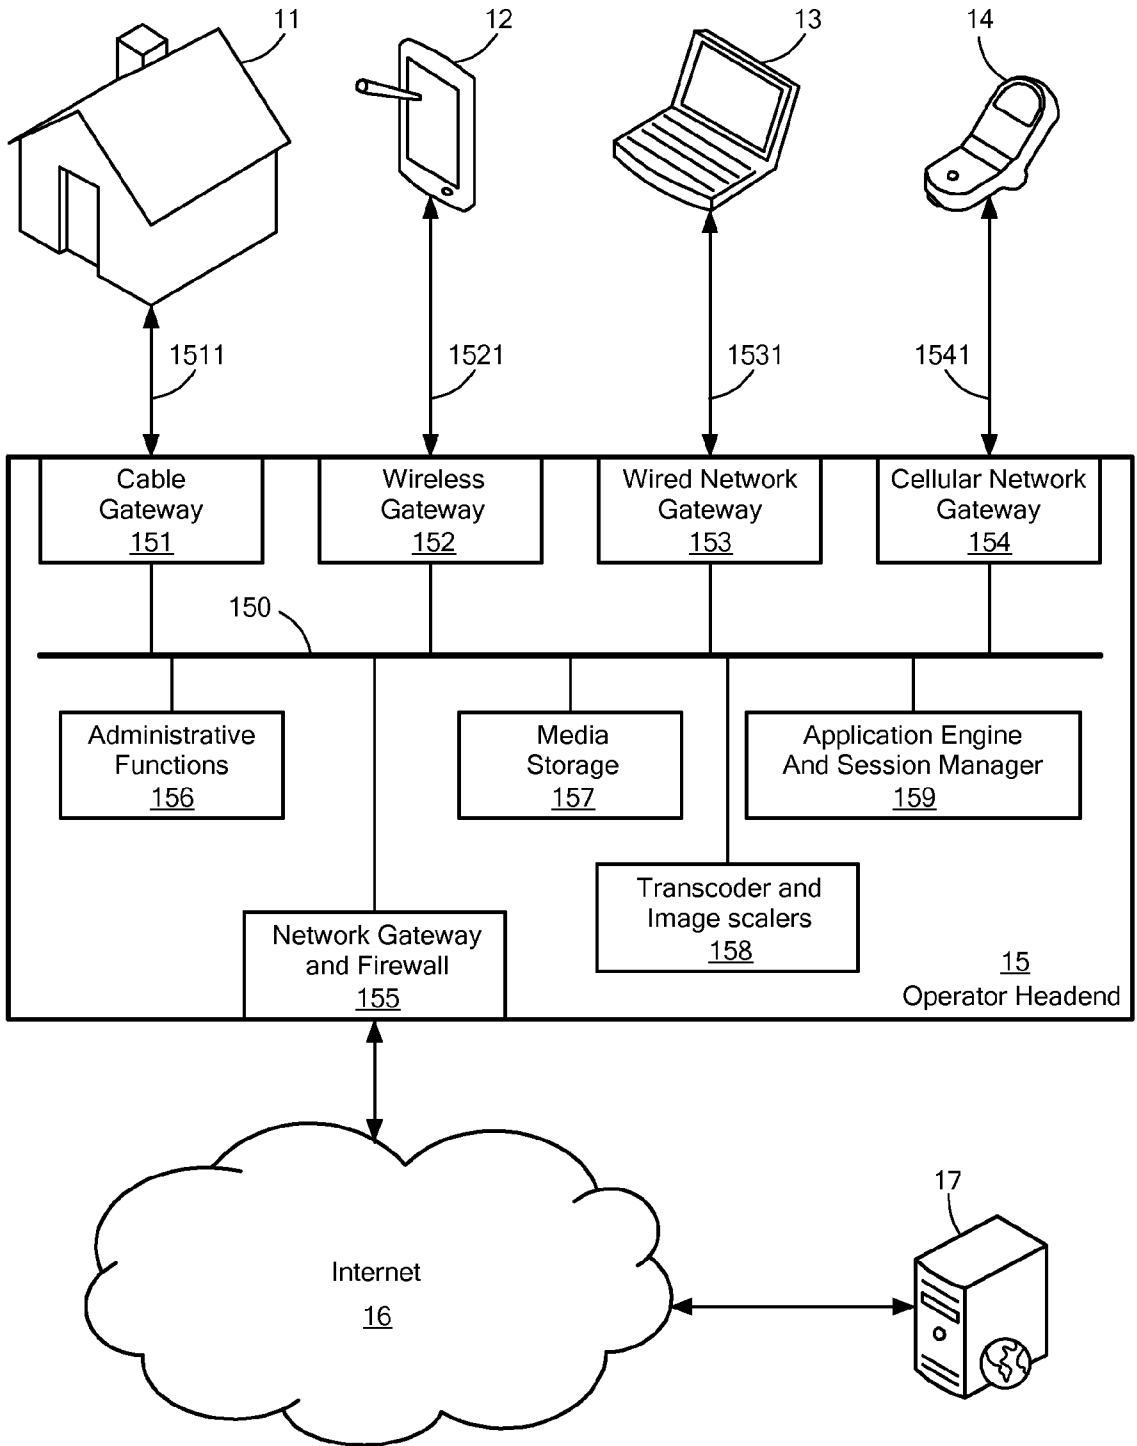 11
12
13
14
1511
1521
1531
1541
Cable
Gateway
151
Wireless
Gateway
152
Wired Network
Gateway
153
Cellular Network
Gateway
154
150
Administrative
Functions
156
Media
Storage
157
Application Engine
And Session Manager
159
Transcoder and
Image scalers
158
Network Gateway
and Firewall
155
15
Operator Headend
17
Internet
16